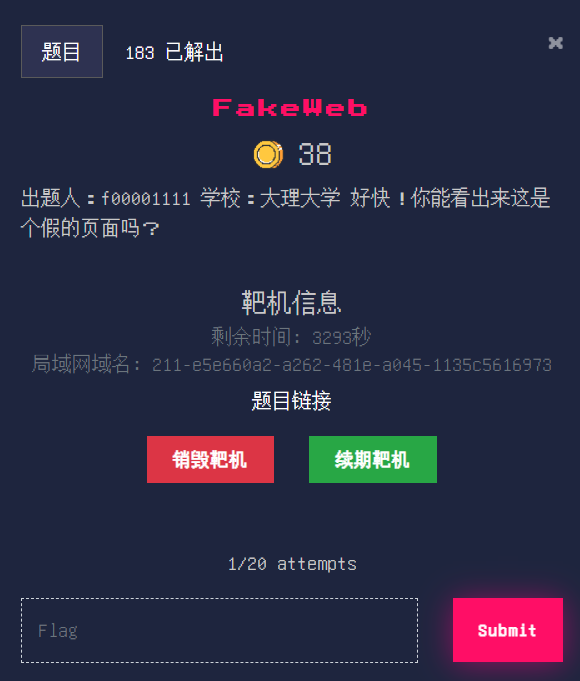 题目 183 已解出
×
FakeWeb
38
出题人：f00001111 学校：大理大学 好快！你能看出来这是
个假的页面吗？
靶机信息
剩余时间: 3293秒
局域网域名: 211-e5e660a2-a262-481e-a045-1135c5616973
题目链接
销毁靶机 续期靶机
1/20 attempts
Flag Submit